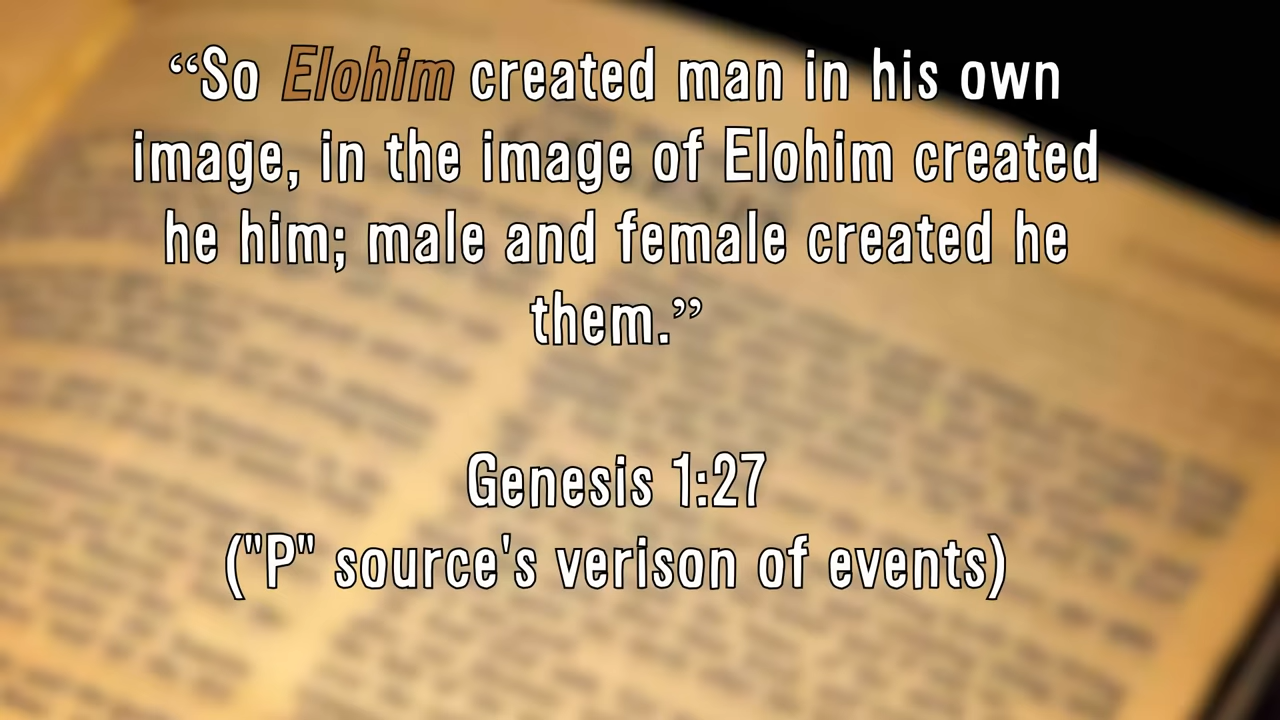 “So Elohim created man in his own
image, in the image of Elohim created
he him; male and female created he
them.”
Genesis 1:27
("P" source's verison of events)